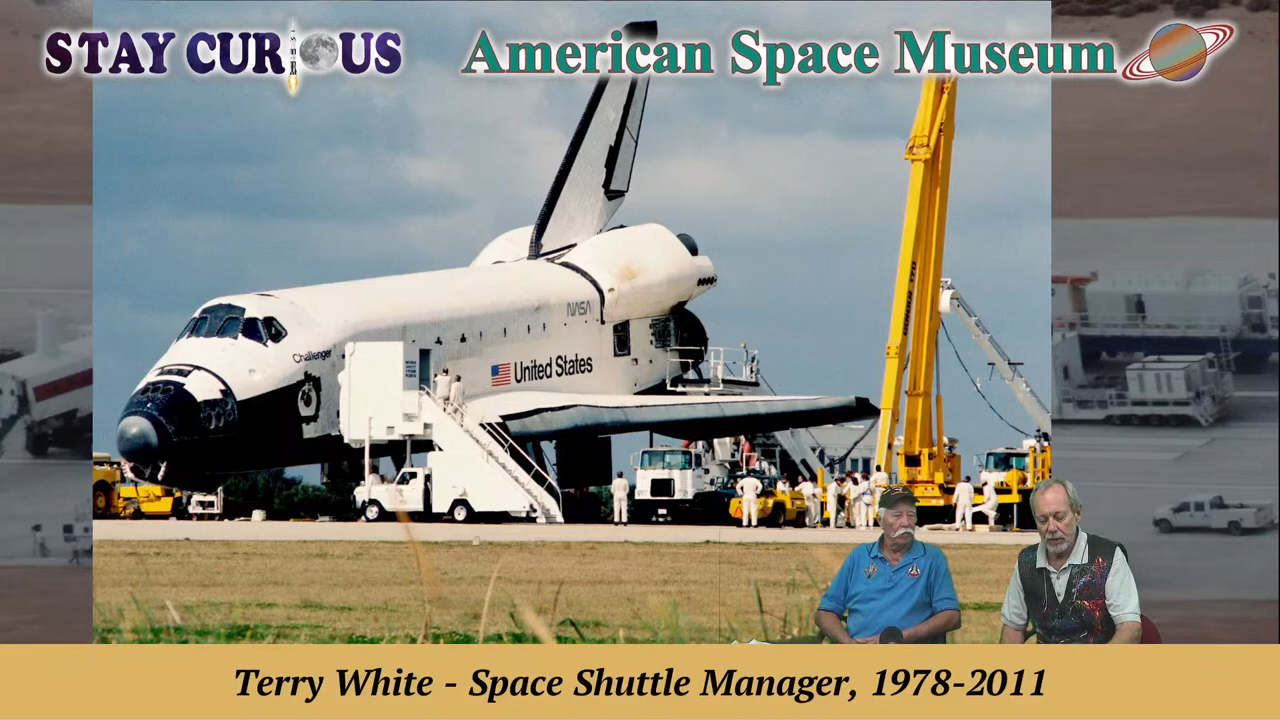 STAY CURIOUS
American Space Museum
NASA
Challenger
United States
Terry White - Space Shuttle Manager, 1978-2011